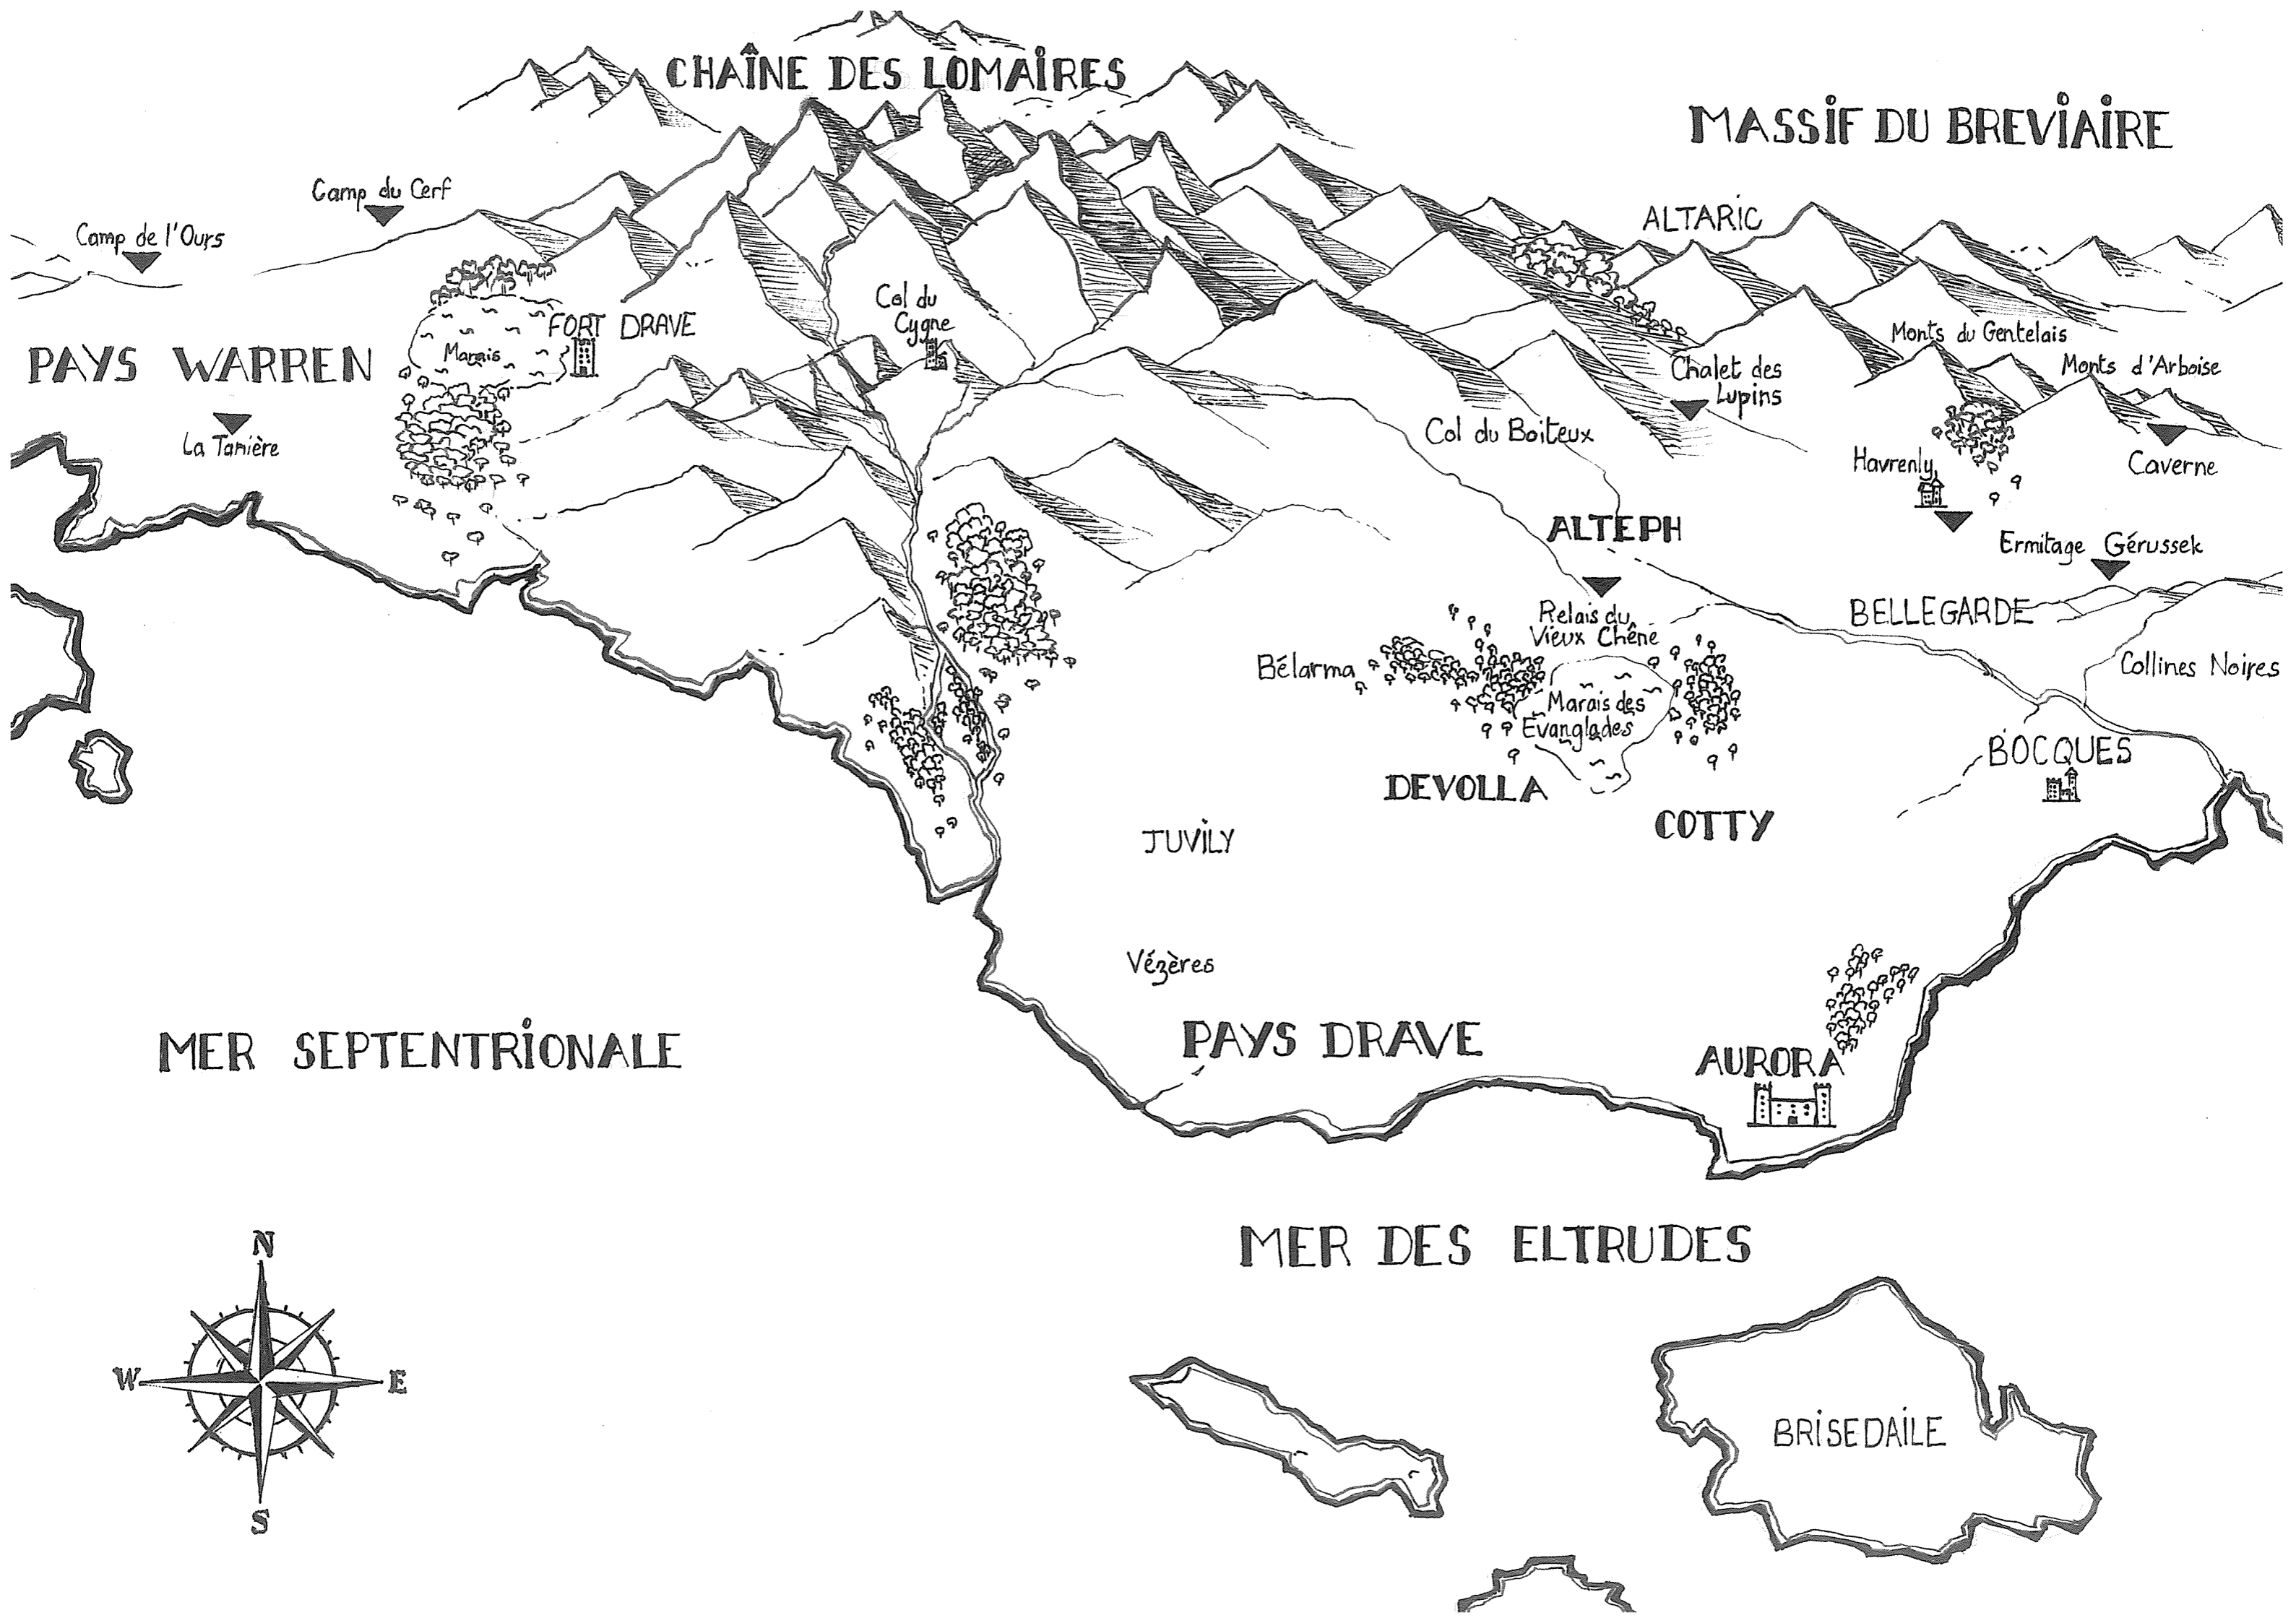 CHAÎNE DES LOMAIRES
MASSIF DU BREVIAIRE
Camp du Cerf
Camp de l'Ours
ALTARIC
Col du
Cygne
FORT DRAVE
Marais
PAYS WARREN
La Tanière
Monts du Gentelais
Monts d'Arboise
Chalet des
Lupins
Col du Boiteux
Havrenly
Caverne
ALTEPH
Ermitage Gérussek
Relais du
Vieux Chêne
BELLEGARDE
Bélarma
Collines Noires
Marais des
Evanglades
BOCQUES
DEVOLLA
COTTY
JUVILY
Vézères
PAYS DRAVE
MER SEPTENTRIONALE
AURORA
MER DES ELTRUDES
N
W
E
S
BRISEDAILE